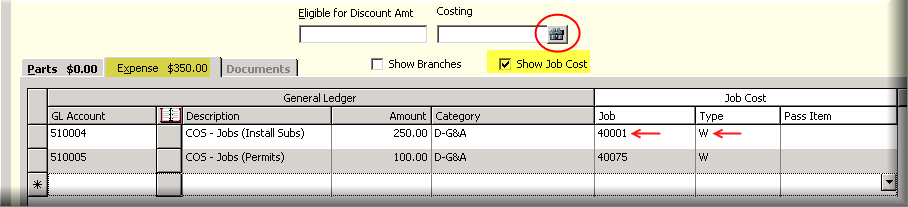 Eligible for Discount Amt Costing
Parts $0.00 Expense $350.00 Documents Show Branches Show Job Cost
General Ledger Job Cost
GL Account Description Amount Category Job Type Pass Item
510004 COS - Jobs (Install Subs) 250.00 D-G&A 40001 W
510005 COS - Jobs (Permits) 100.00 D-G&A 40075 W